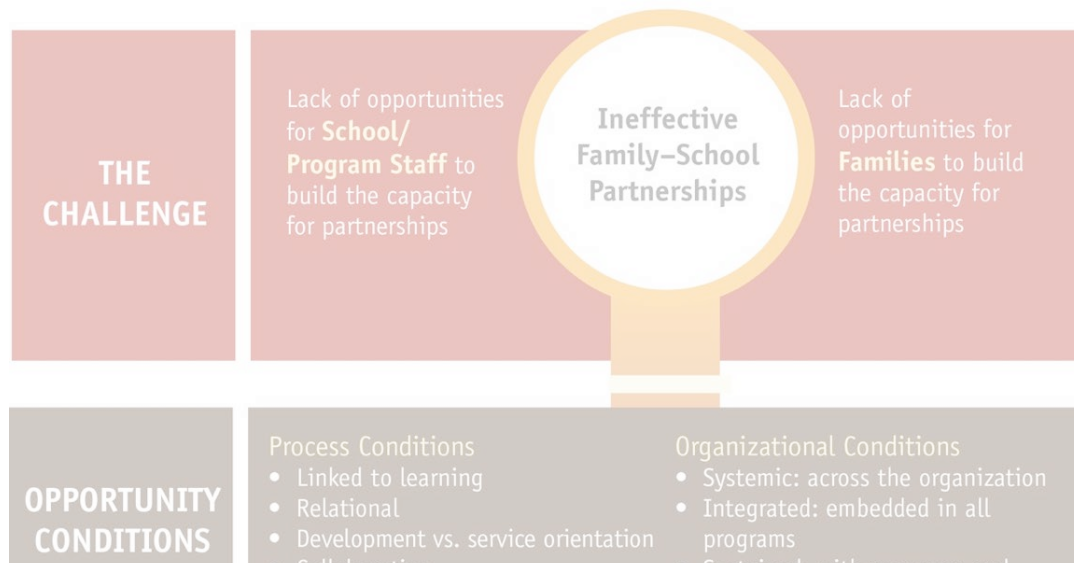 THE
CHALLENGE
Lack of opportunities
for School/
Program Staff to
build the capacity
for partnerships
Ineffective
Family–School
Partnerships
Lack of
opportunities for
Families to build
the capacity for
partnerships
OPPORTUNITY
CONDITIONS
Process Conditions
• Linked to learning
• Relational
• Development vs. service orientation
Organizational Conditions
• Systemic: across the organization
• Integrated: embedded in all
programs